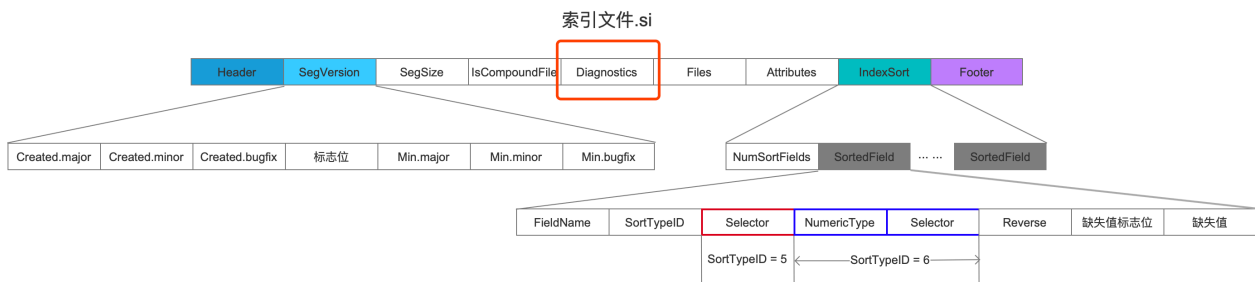 索引文件.si
Header SegVersion SegSize IsCompoundFile Diagnostics Files Attributes IndexSort Footer
Created.major Created.minor Created.bugfix 标志位 Min.major Min.minor Min.bugfix
NumSortFields SortedField ... ... SortedField
FieldName SortTypeID Selector NumericType Selector Reverse 缺失值标志位 缺失值
SortTypeID = 5 SortTypeID = 6